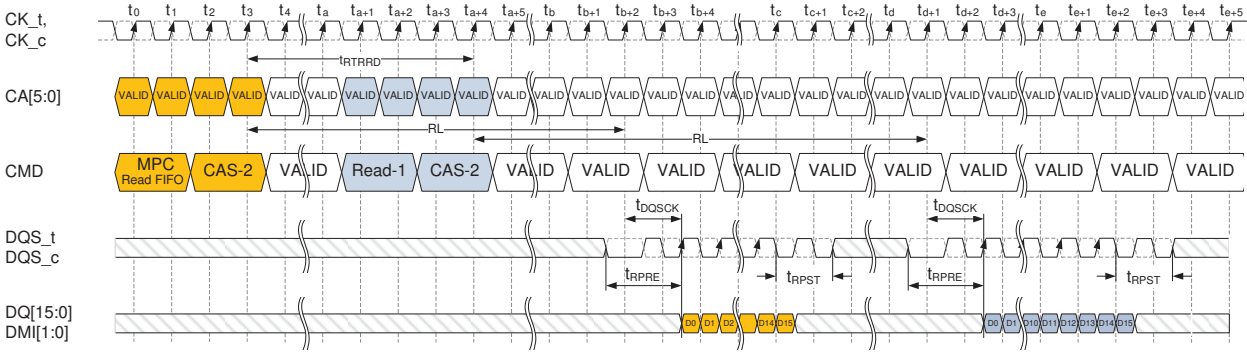 CK_t,
CK_c
t0 t1 t2 t3 t4 ta ta+1 ta+2 ta+3 ta+4 ta+5 tb tb+1 tb+2 tb+3 tb+4 tc tc+1 tc+2 td td+1 td+2 td+3 te te+1 te+2 te+3 te+4 te+5
tRTRRD
CA[5:0]
VALID VALID VALID VALID VALID VALID VALID VALID VALID VALID VALID VALID VALID VALID VALID VALID VALID VALID VALID VALID VALID VALID VALID VALID VALID VALID VALID VALID VALID VALID
RL RL
CMD
MPC
Read FIFO
CAS-2 VALID Read-1 CAS-2 VALID VALID VALID VALID VALID VALID VALID VALID VALID VALID
tDQSCK tDQSCK
DQS_t
DQS_c
tRPRE tRPST tRPRE tRPST
DQ[15:0]
DMI[1:0]
D0 D1 D2 D14 D15 D0 D1 D10 D11 D12 D13 D14 D15